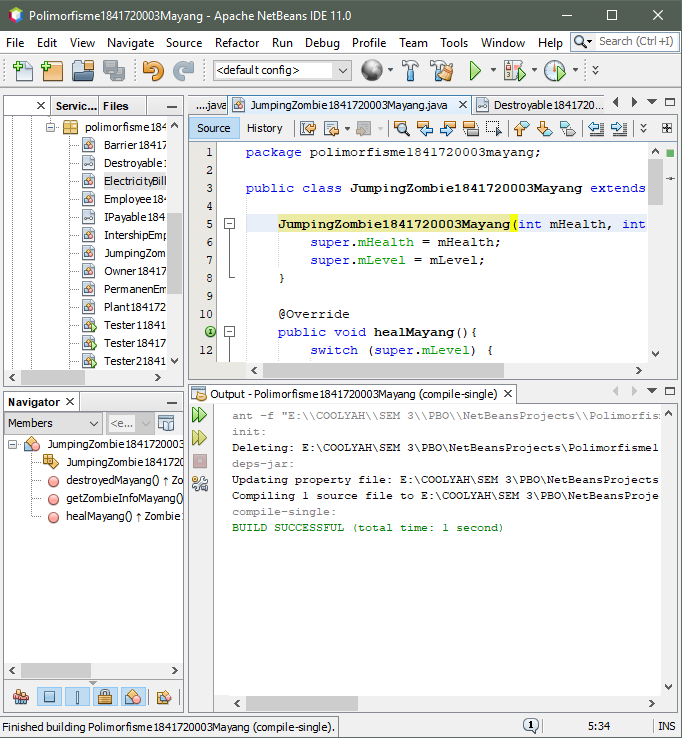 Polimorfisme1841720003Mayang - Apache NetBeans IDE 11.0
File Edit View Navigate Source Refactor Run Debug Profile Team Tools Window Help
Search (Ctrl+I)
<default config>
Servic... Files
polimorfisme184
Barrier18417
Destroyable1
ElectricityBill
Employee184
IPayable184
IntershipEmp
JumpingZom
Owner18417
PermanenEm
Plant184172
Tester11841
Tester18417
Tester21841
....java JumpingZombie1841720003Mayang.java Destroyable1841720...
Source History
1 package polimorfisme1841720003mayang;
2
3 public class JumpingZombie1841720003Mayang extends
4
5 JumpingZombie1841720003Mayang(int mHealth, int
6 super.mHealth = mHealth;
7 super.mLevel = mLevel;
8 }
9
10 @Override
public void healMayang(){
12 switch (super.mLevel) {
Navigator
Members
<e...
JumpingZombie1841720003
JumpingZombie1841720
destroyedMayang() ↑ Zo
getZombieInfoMayang()
healMayang() ↑ Zombie
Output - Polimorfisme1841720003Mayang (compile-single)
ant -f "E:\\COOLYAH\\SEM 3\\PBO\\NetBeansProjects\\Polimorfism
init:
Deleting: E:\COOLYAH\SEM 3\PBO\NetBeansProjects\Polimorfisme1
deps-jar:
Updating property file: E:\COOLYAH\SEM 3\PBO\NetBeansProjects
Compiling 1 source file to E:\COOLYAH\SEM 3\PBO\NetBeansProje
compile-single:
BUILD SUCCESSFUL (total time: 1 second)
Finished building Polimorfisme1841720003Mayang (compile-single).
1
5:34
INS